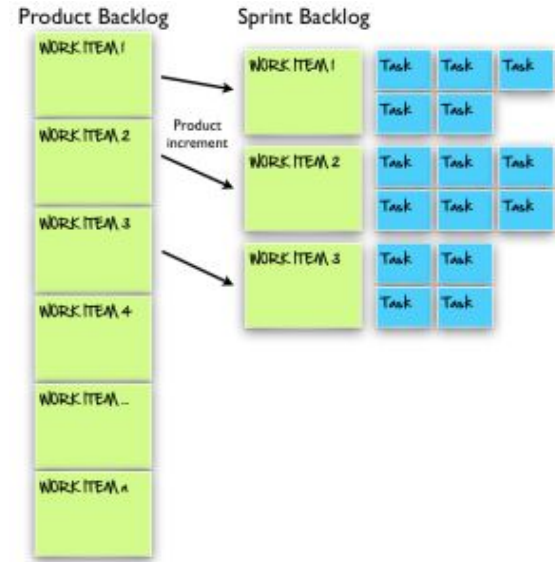 Product Backlog
Sprint Backlog
WORK ITEM 1
WORK ITEM 2
WORK ITEM 3
WORK ITEM 4
WORK ITEM ...
WORK ITEM n
Product
increment
WORK ITEM 1
Task Task Task
Task Task
WORK ITEM 2
Task Task Task
Task Task Task
WORK ITEM 3
Task Task
Task Task